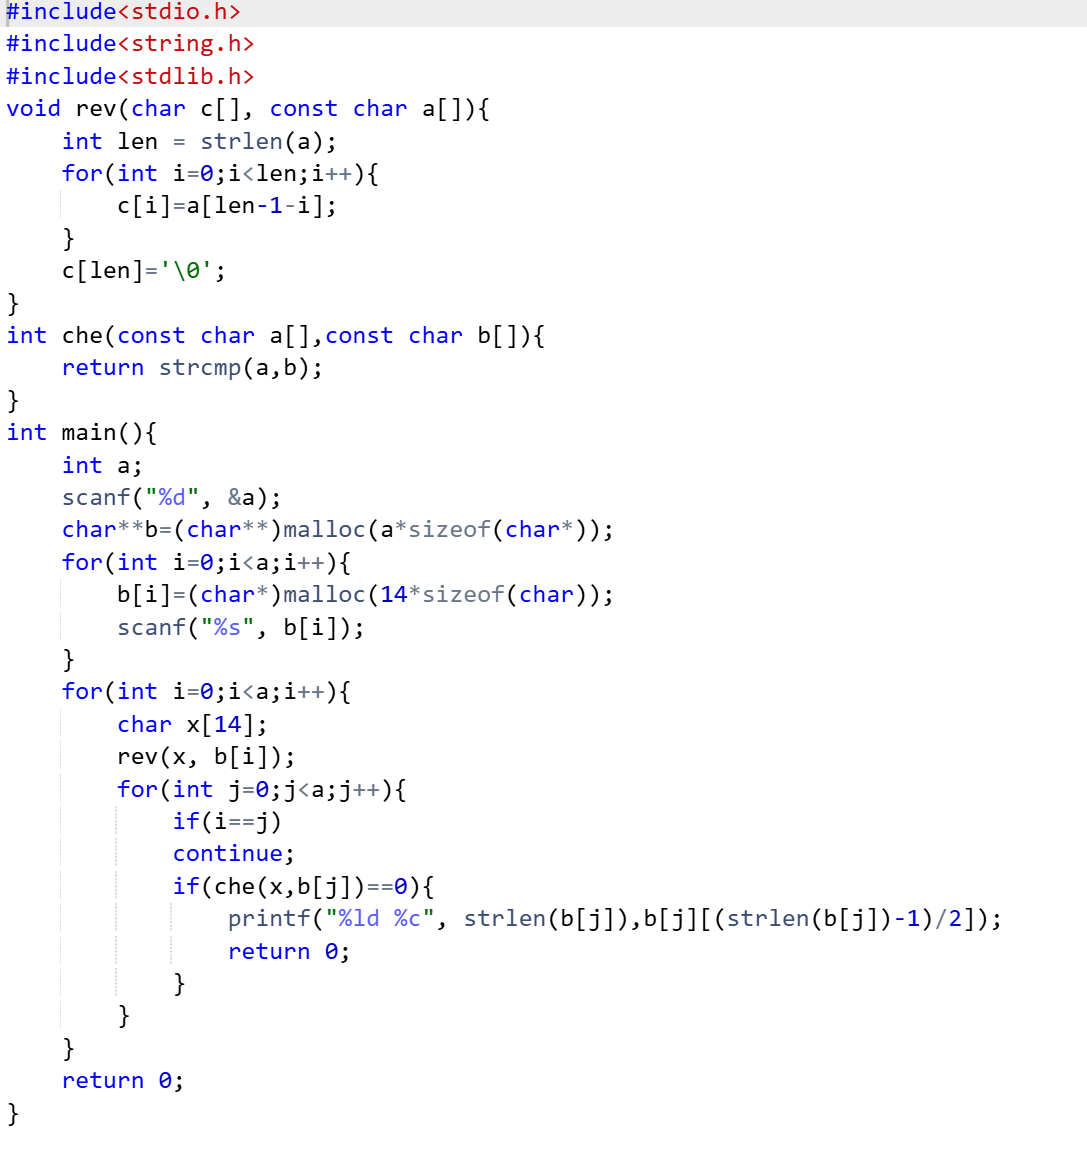 #include<stdio.h>
#include<string.h>
#include<stdlib.h>
void rev(char c[], const char a[]){
    int len = strlen(a);
    for(int i=0;i<len;i++){
        c[i]=a[len-1-i];
    }
    c[len]='\0';
}
int che(const char a[],const char b[]){
    return strcmp(a,b);
}
int main(){
    int a;
    scanf("%d", &a);
    char**b=(char**)malloc(a*sizeof(char*));
    for(int i=0;i<a;i++){
        b[i]=(char*)malloc(14*sizeof(char));
        scanf("%s", b[i]);
    }
    for(int i=0;i<a;i++){
        char x[14];
        rev(x, b[i]);
        for(int j=0;j<a;j++){
            if(i==j)
            continue;
            if(che(x,b[j])==0){
                printf("%ld %c", strlen(b[j]),b[j][(strlen(b[j])-1)/2]);
                return 0;
            }
        }
    }
    return 0;
}